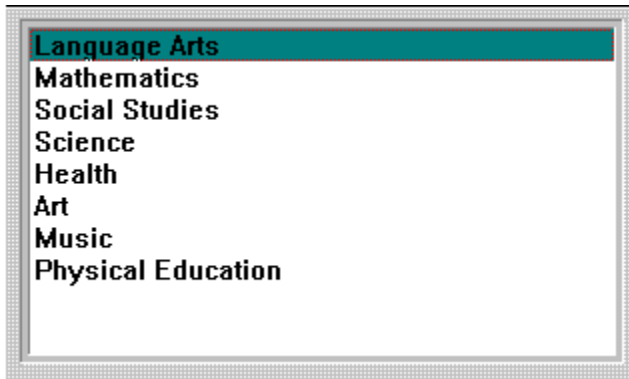 Language Arts
Mathematics
Social Studies
Science
Health
Art
Music
Physical Education